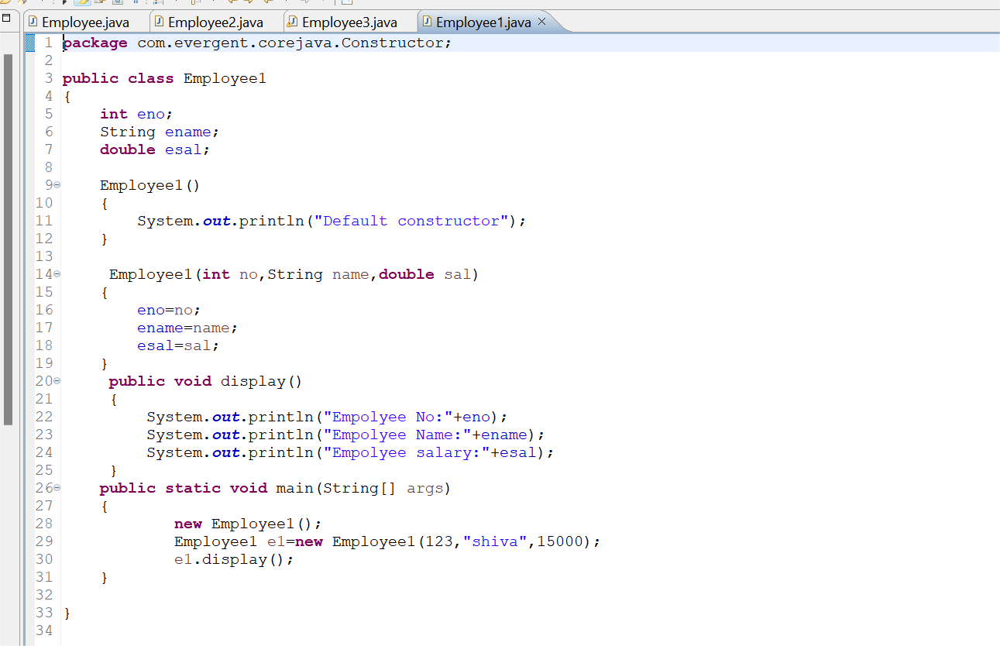 Employee.java Employee2.java Employee3.java Employee1.java
1 package com.evergent.corejava.Constructor;
2
3 public class Employee1
4 {
5 int eno;
6 String ename;
7 double esal;
8
9 Employee1()
10 {
11 System.out.println("Default constructor");
12 }
13
14 Employee1(int no,String name,double sal)
15 {
16 eno=no;
17 ename=name;
18 esal=sal;
19 }
20 public void display()
21 {
22 System.out.println("Empolyee No:"+eno);
23 System.out.println("Empolyee Name:"+ename);
24 System.out.println("Empolyee salary:"+esal);
25 }
26 public static void main(String[] args)
27 {
28 new Employee1();
29 Employee1 e1=new Employee1(123,"shiva",15000);
30 e1.display();
31 }
32
33 }
34